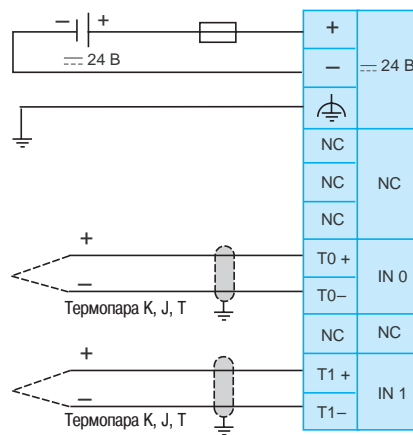 − +
+
⎓ 24 В
−
⎓ 24 В
NC
NC
NC
NC
+
T0 +
IN 0
−
T0−
Термопара K, J, T
NC
NC
+
T1 +
IN 1
−
T1−
Термопара K, J, T